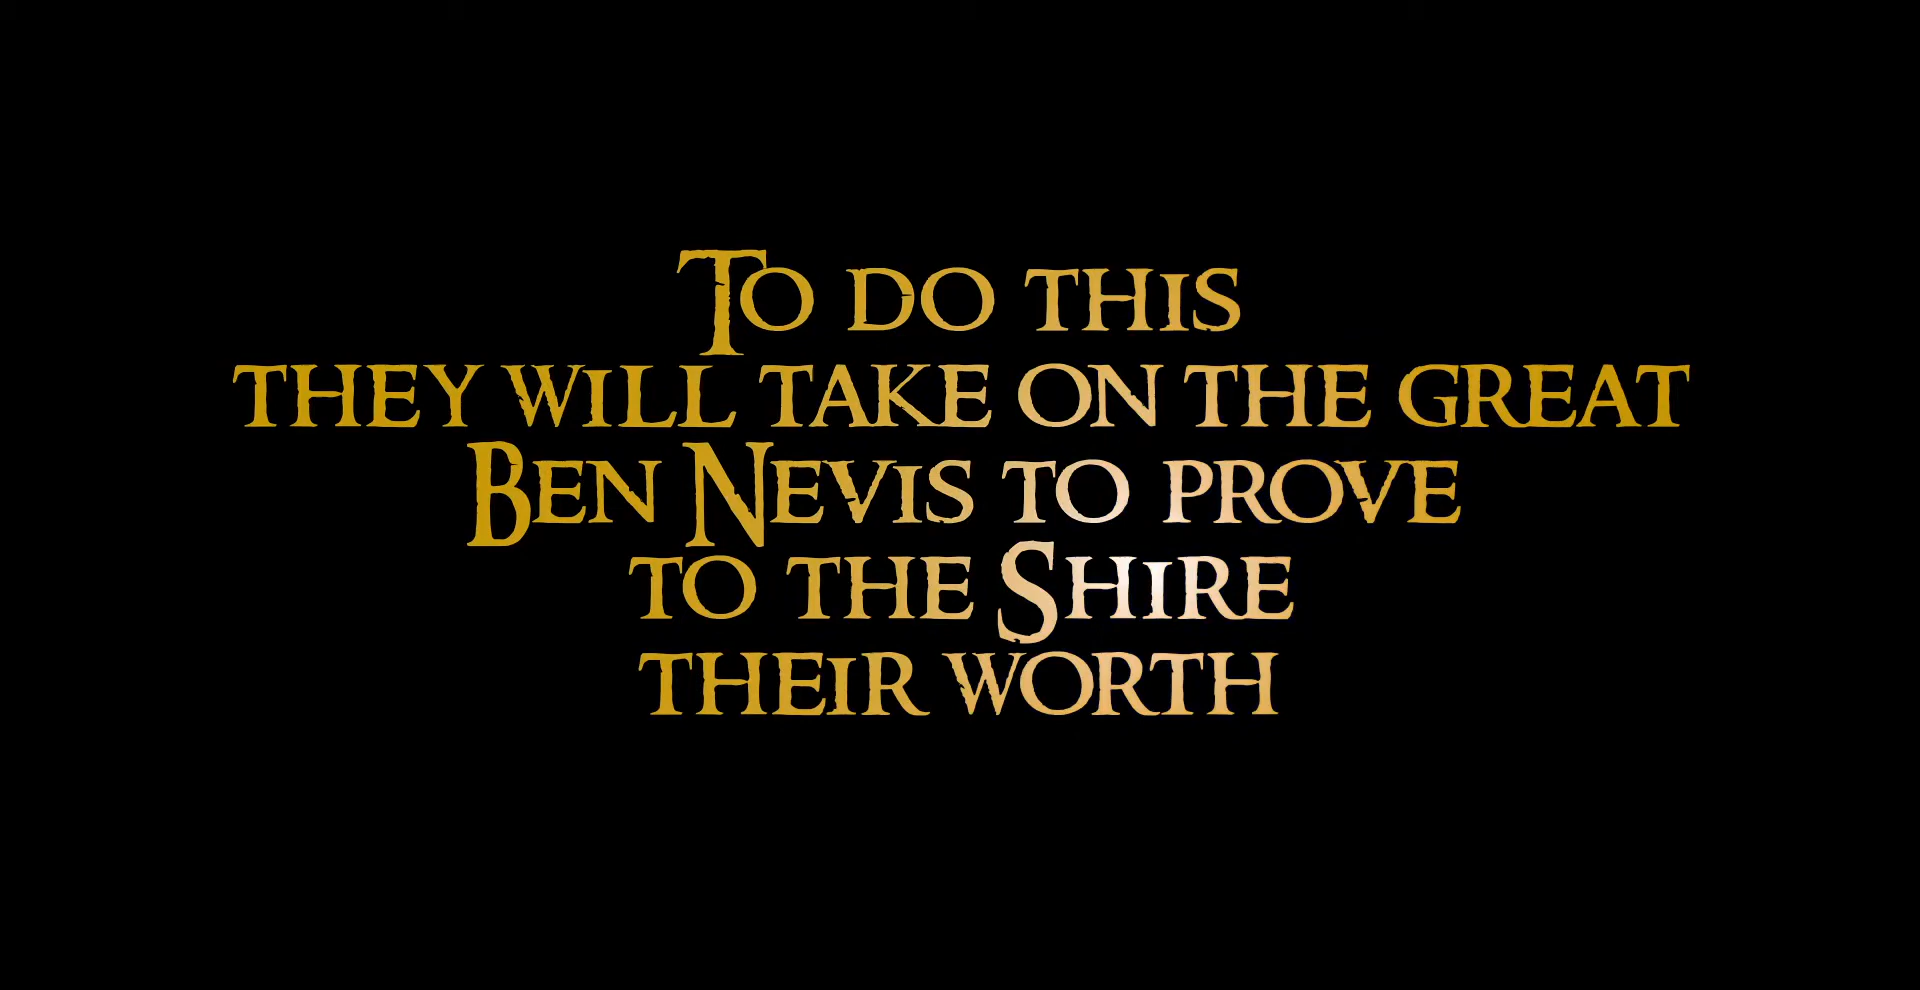 To do this
they will take on the great
Ben Nevis to prove
to the Shire
their worth